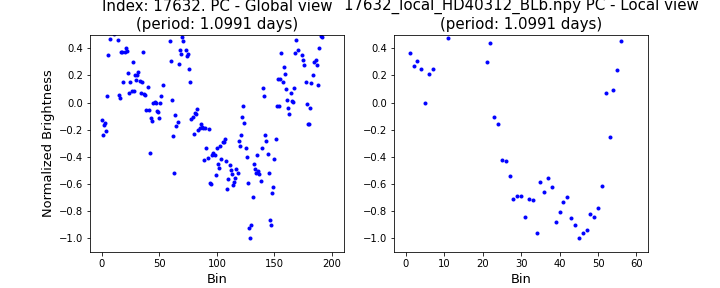 Index: 17632. PC - Global view
(period: 1.0991 days)
17632_local_HD40312_BLb.npy PC - Local view
(period: 1.0991 days)
Normalized Brightness
0.4
0.2
0.0
−0.2
−0.4
−0.6
−0.8
−1.0
0 50 100 150 200
Bin
0.4
0.2
0.0
−0.2
−0.4
−0.6
−0.8
−1.0
0 10 20 30 40 50 60
Bin